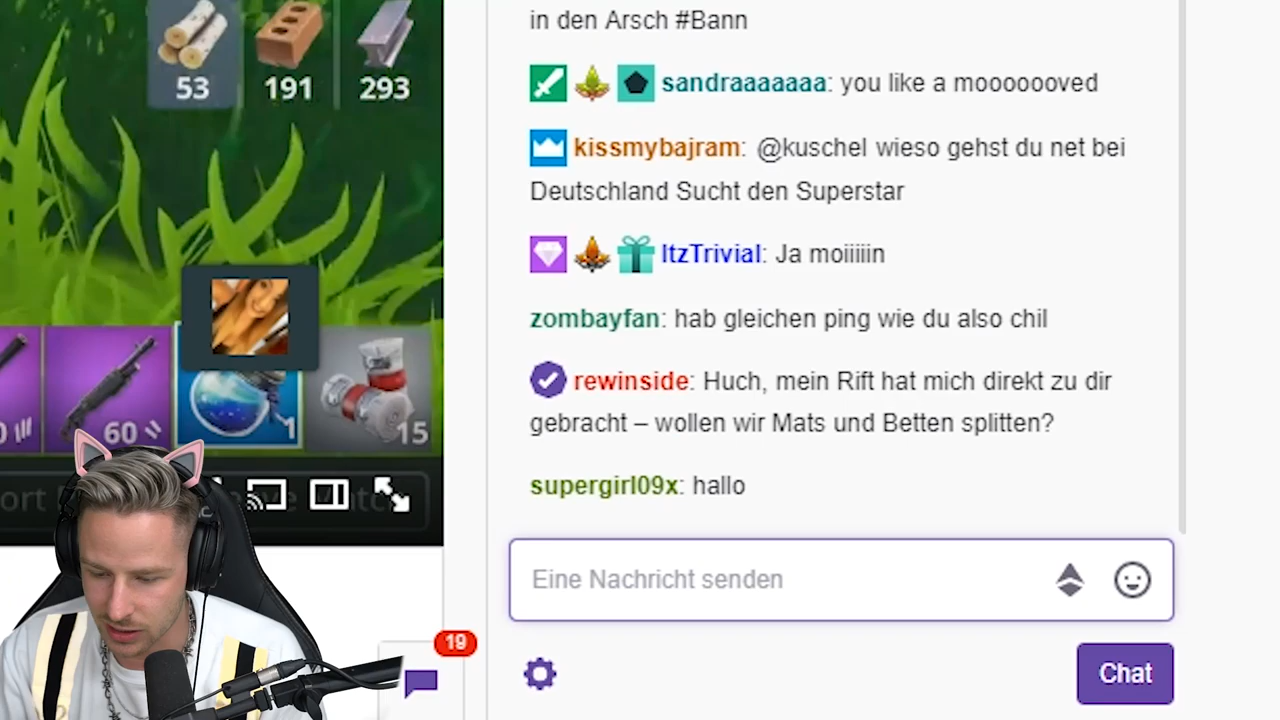 in den Arsch #Bann
53 191 293
sandraaaaaaa: you like a mooooooved
kissmybajram: @kuschel wieso gehst du net bei
Deutschland Sucht den Superstar
ItzTrivial: Ja moiiiiin
zombayfan: hab gleichen ping wie du also chil
rewinside: Huch, mein Rift hat mich direkt zu dir
gebracht – wollen wir Mats und Betten splitten?
60 1 15
supergirl09x: hallo
Eine Nachricht senden
19
Chat